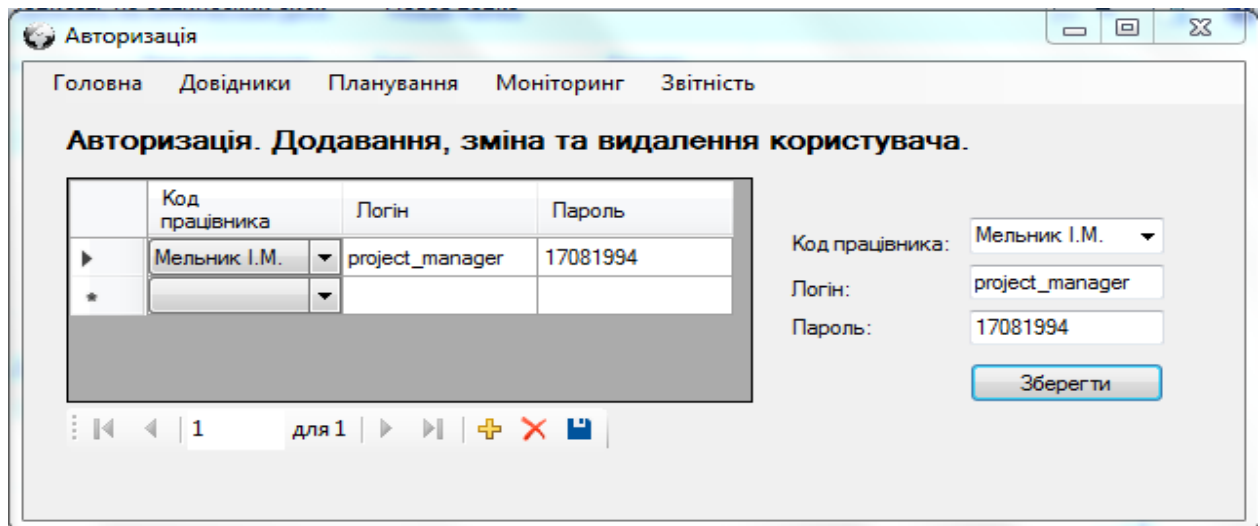 Авторизація
Головна Довідники Планування Моніторинг Звітність
Авторизація. Додавання, зміна та видалення користувача.
Код працівника Логін Пароль
Мельник І.М. project_manager 17081994
Код працівника: Мельник І.М.
Логін: project_manager
Пароль: 17081994
Зберегти
1 для 1